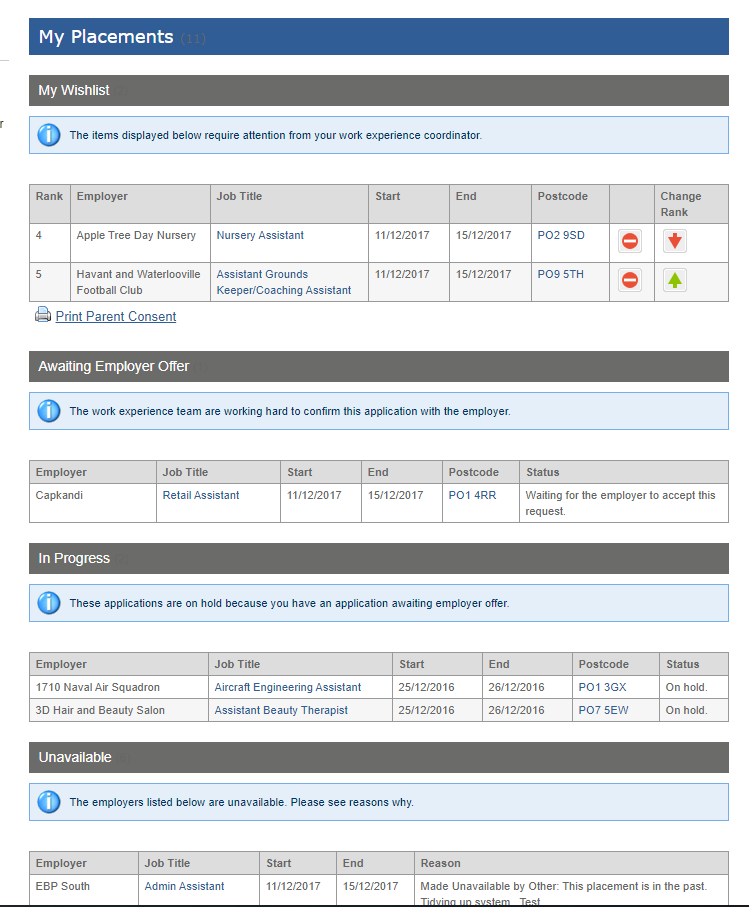 My Placements (11)
My Wishlist
The items displayed below require attention from your work experience coordinator.
Rank Employer Job Title Start End Postcode Change Rank
4 Apple Tree Day Nursery Nursery Assistant 11/12/2017 15/12/2017 PO2 9SD
5 Havant and Waterlooville Football Club Assistant Grounds Keeper/Coaching Assistant 11/12/2017 15/12/2017 PO9 5TH
Print Parent Consent
Awaiting Employer Offer
The work experience team are working hard to confirm this application with the employer.
Employer Job Title Start End Postcode Status
Capkandi Retail Assistant 11/12/2017 15/12/2017 PO1 4RR Waiting for the employer to accept this request.
In Progress
These applications are on hold because you have an application awaiting employer offer.
Employer Job Title Start End Postcode Status
1710 Naval Air Squadron Aircraft Engineering Assistant 25/12/2016 26/12/2016 PO1 3GX On hold.
3D Hair and Beauty Salon Assistant Beauty Therapist 25/12/2016 26/12/2016 PO7 5EW On hold.
Unavailable
The employers listed below are unavailable. Please see reasons why.
Employer Job Title Start End Reason
EBP South Admin Assistant 11/12/2017 15/12/2017 Made Unavailable by Other: This placement is in the past.
Tidying up system. Test